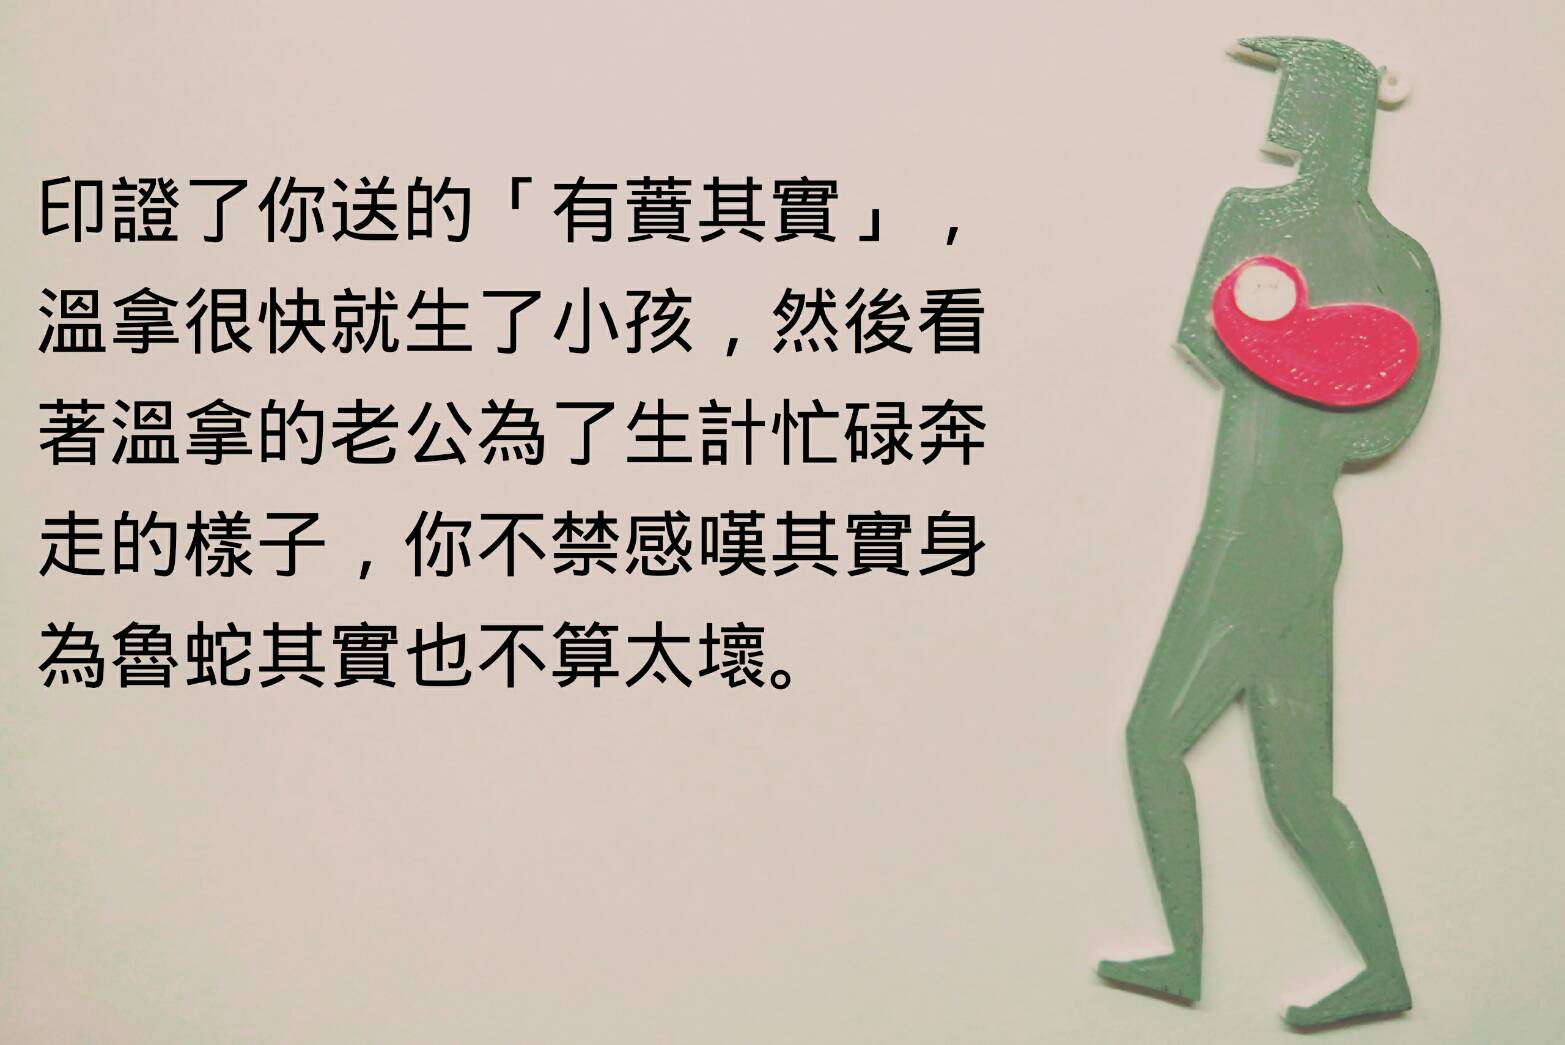 印證了你送的「有蕡其實」，
溫拿很快就生了小孩，然後看
著溫拿的老公為了生計忙碌奔
走的樣子，你不禁感嘆其實身
為魯蛇其實也不算太壞。